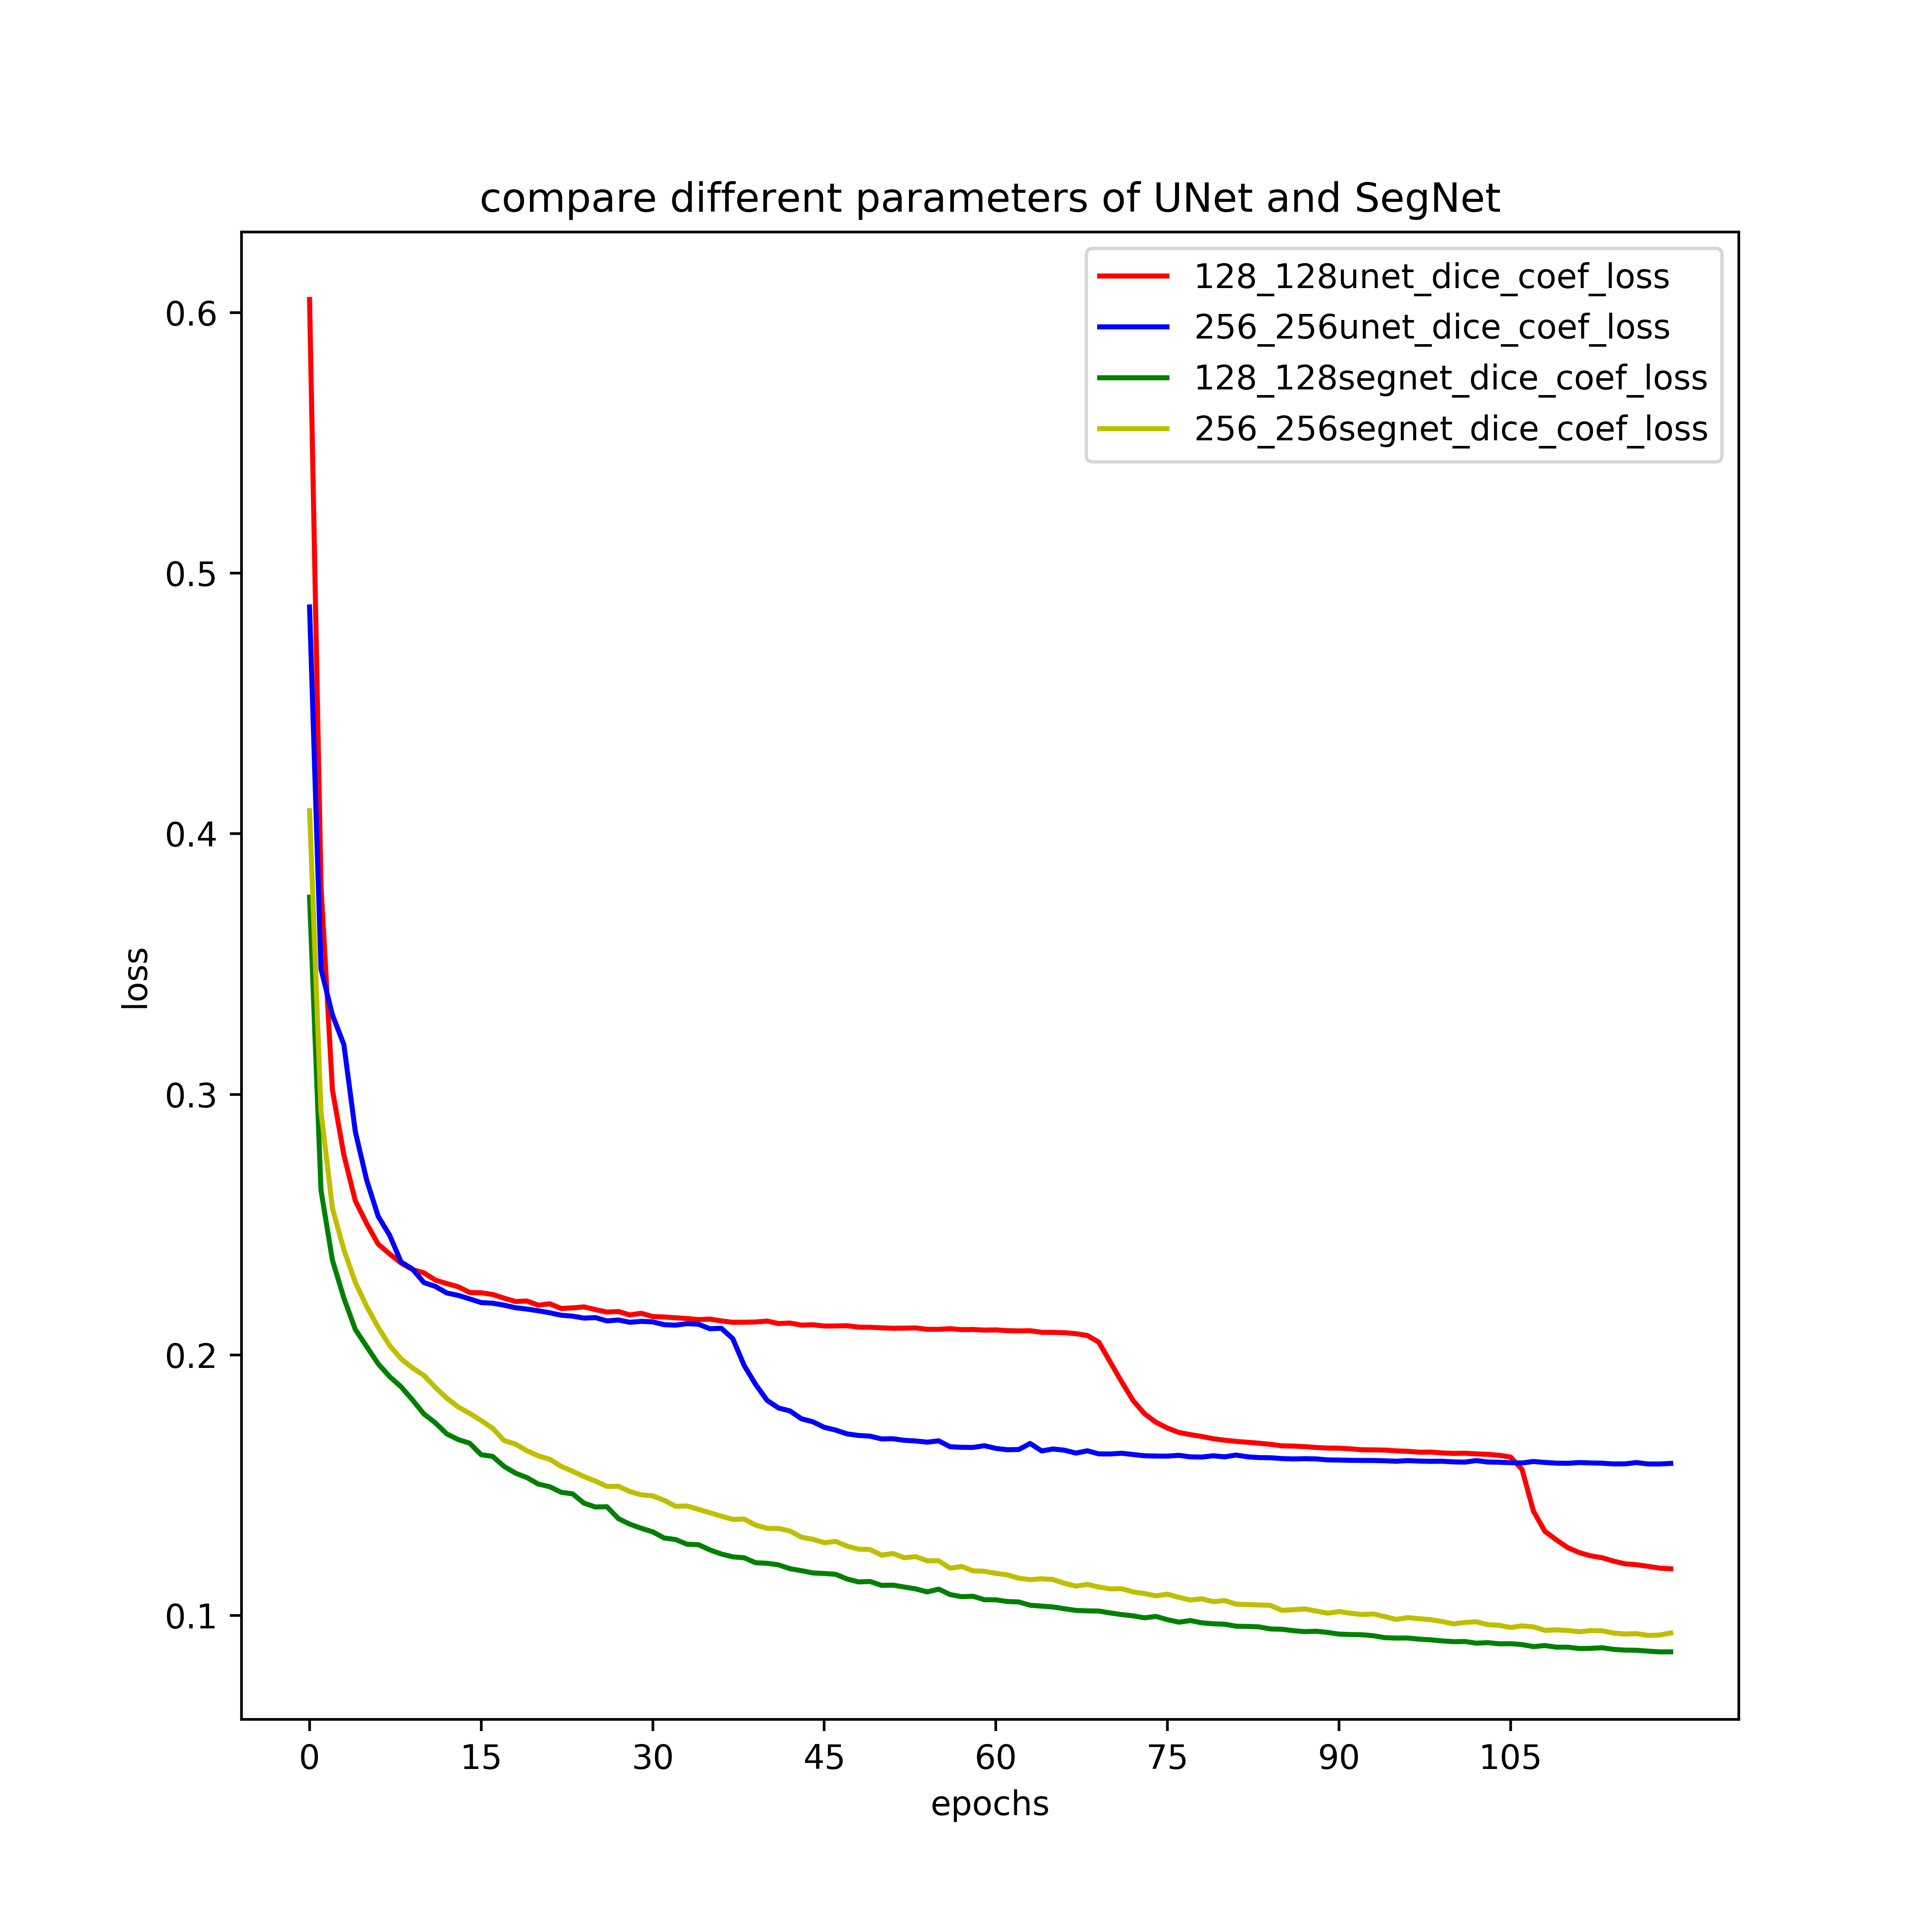 compare different parameters of UNet and SegNet
128_128unet_dice_coef_loss
256_256unet_dice_coef_loss
128_128segnet_dice_coef_loss
256_256segnet_dice_coef_loss
0.6
0.5
0.4
0.3
0.2
0.1
loss
0 15 30 45 60 75 90 105
epochs